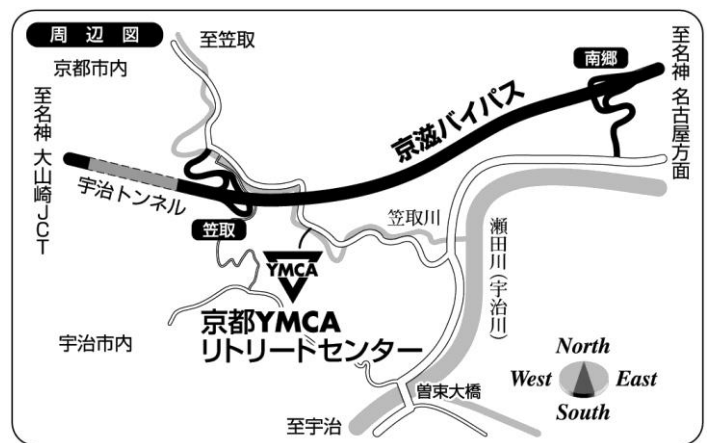 周辺図
至笠取
京都市内
至名神 大山崎JCT
宇治トンネル
笠取
京滋バイパス
南郷
至名神 名古屋方面
笠取川
瀬田川(宇治川)
YMCA
京都YMCA
リトリートセンター
宇治市内
曽束大橋
至宇治
North
West East
South